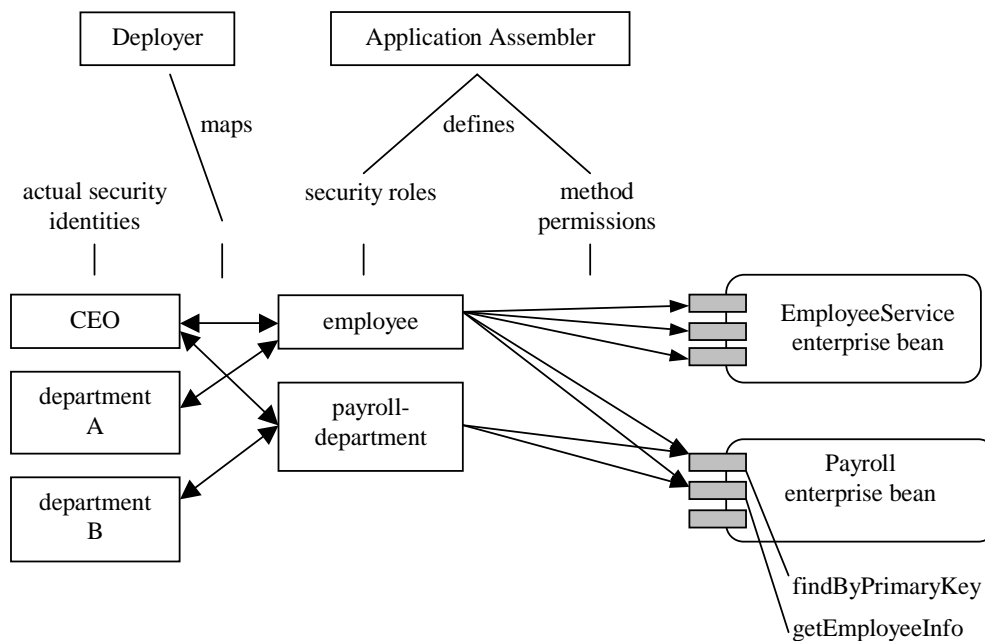 Deployer
Application Assembler
maps
defines
actual security
identities
security roles
method
permissions
CEO
employee
EmployeeService
enterprise bean
department
A
payroll-
department
Payroll
enterprise bean
department
B
findByPrimaryKey
getEmployeeInfo